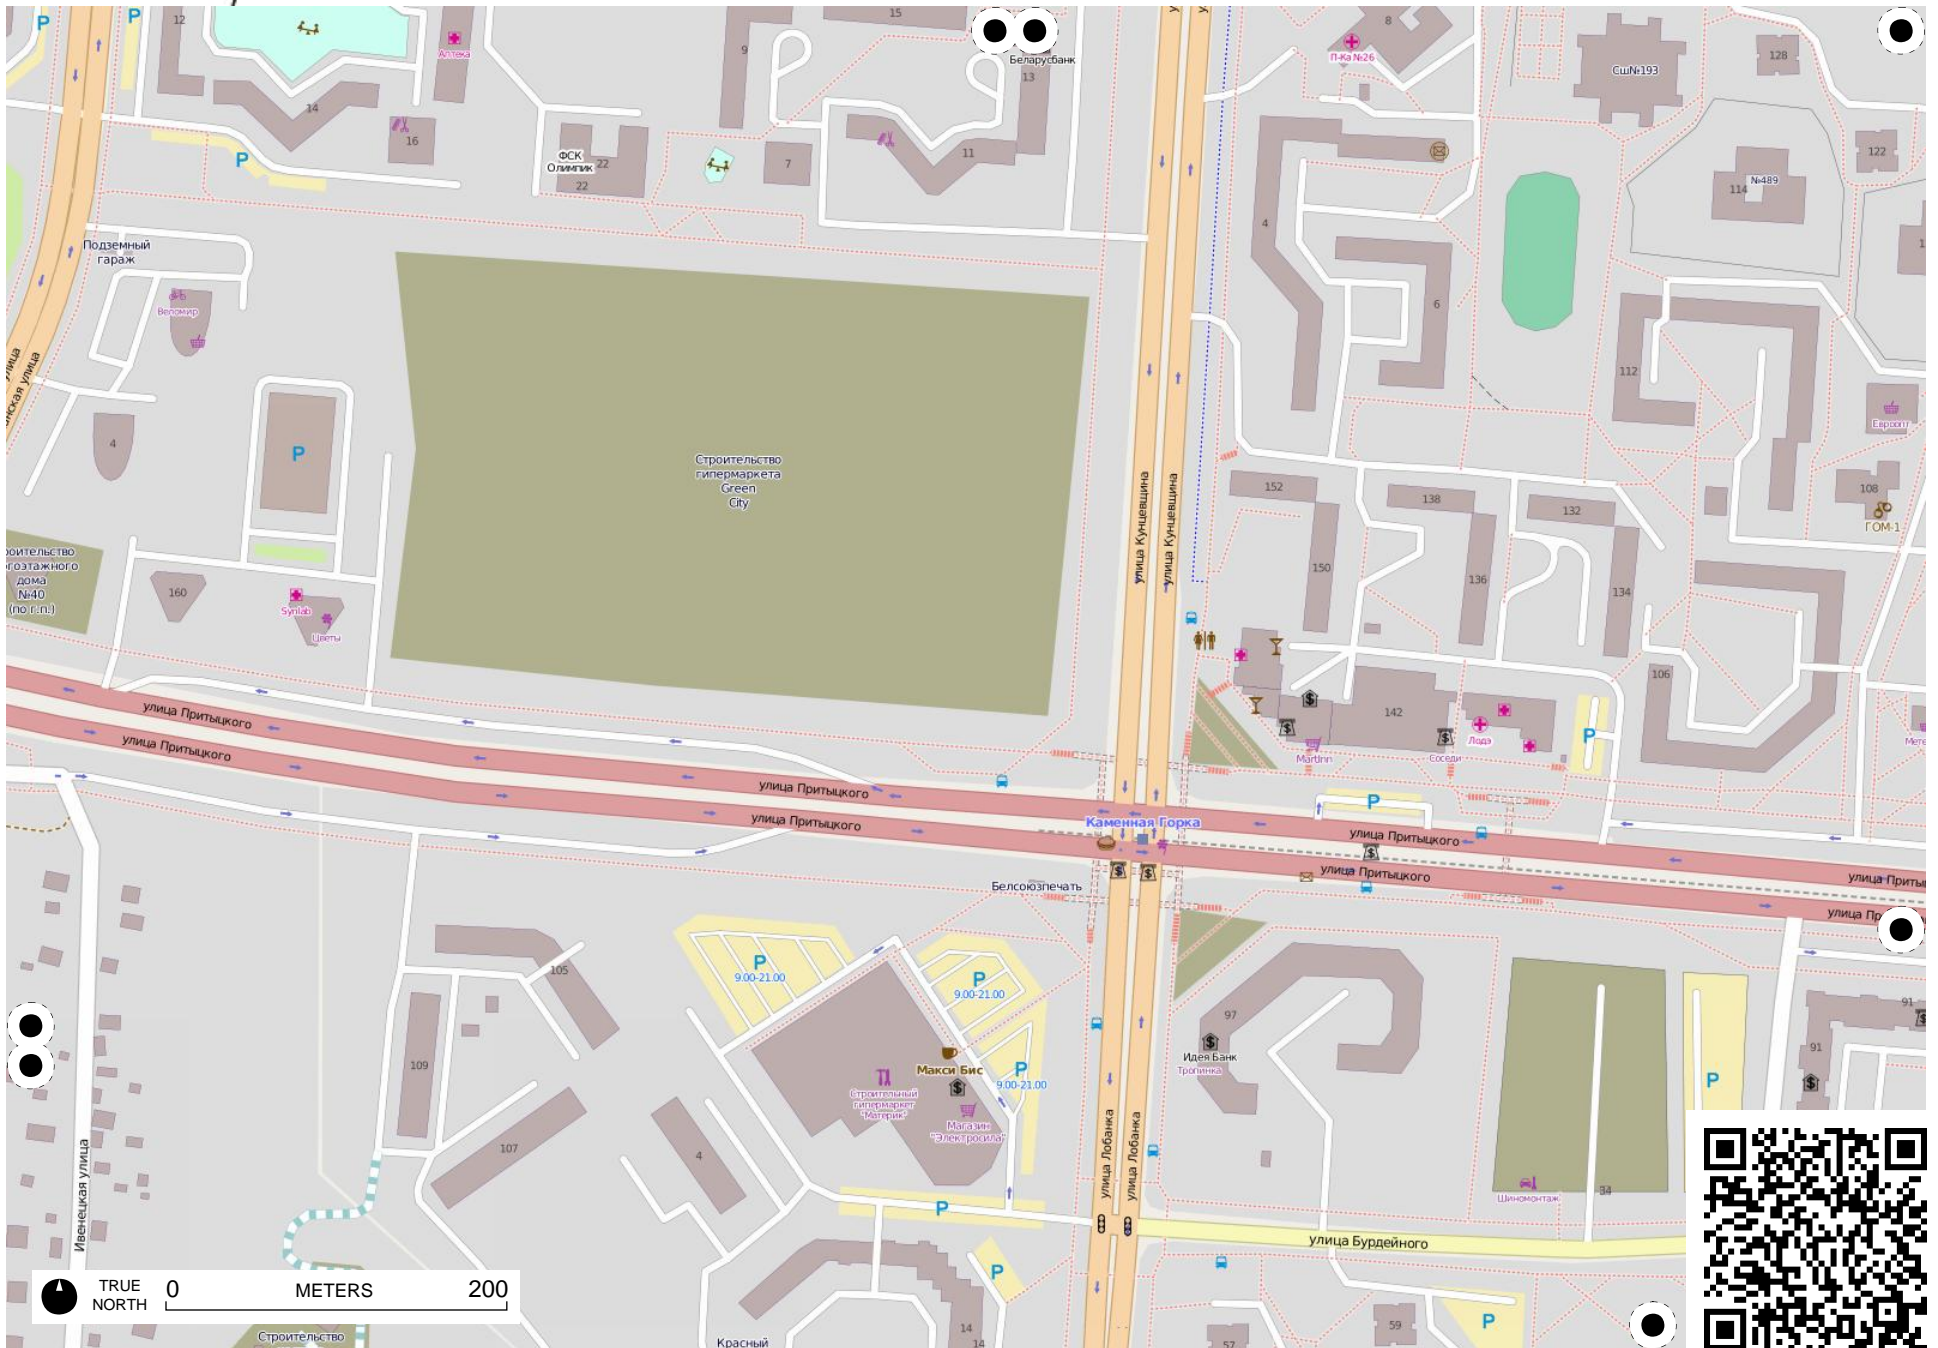 12
15
9
8
128
Аптека
П-Ка №26
Сш№193
Беларусбанк
13
14
16
ФСК
Олимпик
22
22
7
11
122
114
№489
4
Подземный
гараж
6
Веломир
112
4
Евроопт
Строительство
гипермаркета
Green
City
улица Кунцевщина
улица Кунцевщина
152
138
132
108
ГОМ-1
дома
№40
(по г.п.)
160
Synlab
Цветы
150
136
134
106
142
Лодэ
MartInn
Соседи
улица Притыцкого
улица Притыцкого
улица Притыцкого
улица Притыцкого
Каменная Горка
улица Притыцкого
улица Притыцкого
Белсоюзпечать
105
P
9.00-21.00
P
9.00-21.00
97
91
91
Идея Банк
Тропинка
109
Макси Бис
P
9.00-21.00
Строительный
гипермаркет
"Материк"
Магазин
"Электросила"
107
4
улица Лобанка
улица Лобанка
Ивенецкая улица
Шиномонтаж
34
улица Бурдейного
TRUE
NORTH
0
METERS
200
Строительство
Красный
14
14
57
59